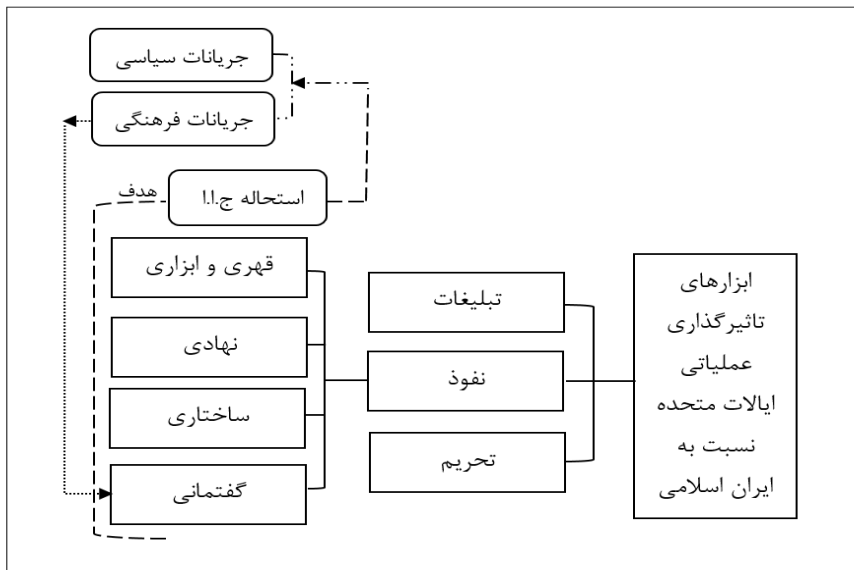 جریانات سیاسی
جریانات فرهنگی
هدف
استحاله ج.ا.ا
قهری و ابزاری
نهادی
ساختاری
گفتمانی
تبلیغات
نفوذ
تحریم
ابزارهای
تاثیرگذاری
عملیاتی
ایالات متحده
نسبت به
ایران اسلامی